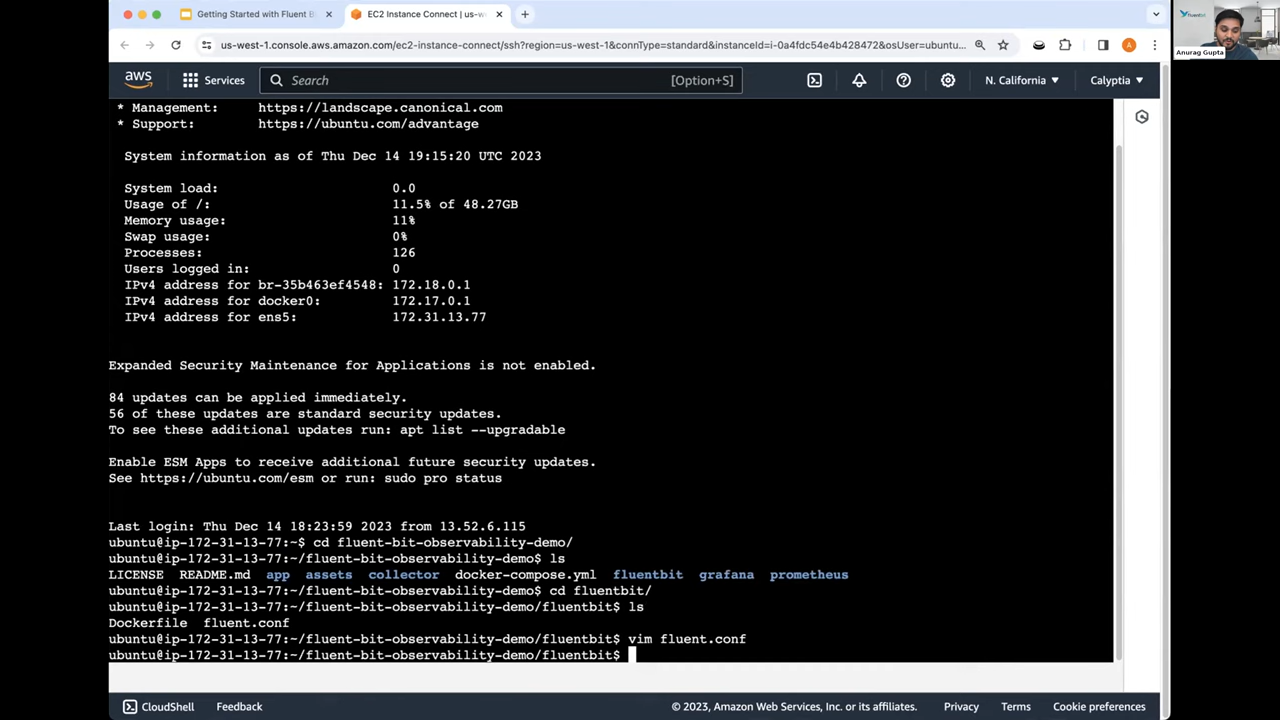 Getting Started with Fluent B
EC2 Instance Connect | us-w
us-west-1.console.aws.amazon.com/ec2-instance-connect/ssh?region=us-west-1&connType=standard&instanceId=i-0a4fdc54e4b428472&osUser=ubuntu...
fluentbit
Anurag Gupta
aws
Services
Search
[Option+S]
N. California
Calyptia
* Management: https://landscape.canonical.com
* Support: https://ubuntu.com/advantage
System information as of Thu Dec 14 19:15:20 UTC 2023
System load: 0.0
Usage of /: 11.5% of 48.27GB
Memory usage: 11%
Swap usage: 0%
Processes: 126
Users logged in: 0
IPv4 address for br-35b463ef4548: 172.18.0.1
IPv4 address for docker0: 172.17.0.1
IPv4 address for ens5: 172.31.13.77
Expanded Security Maintenance for Applications is not enabled.
84 updates can be applied immediately.
56 of these updates are standard security updates.
To see these additional updates run: apt list --upgradable
Enable ESM Apps to receive additional future security updates.
See https://ubuntu.com/esm or run: sudo pro status
Last login: Thu Dec 14 18:23:59 2023 from 13.52.6.115
ubuntu@ip-172-31-13-77:~$ cd fluent-bit-observability-demo/
ubuntu@ip-172-31-13-77:~/fluent-bit-observability-demo$ ls
LICENSE README.md app assets collector docker-compose.yml fluentbit grafana prometheus
ubuntu@ip-172-31-13-77:~/fluent-bit-observability-demo$ cd fluentbit/
ubuntu@ip-172-31-13-77:~/fluent-bit-observability-demo/fluentbit$ ls
Dockerfile fluent.conf
ubuntu@ip-172-31-13-77:~/fluent-bit-observability-demo/fluentbit$ vim fluent.conf
ubuntu@ip-172-31-13-77:~/fluent-bit-observability-demo/fluentbit$
CloudShell
Feedback
© 2023, Amazon Web Services, Inc. or its affiliates.
Privacy
Terms
Cookie preferences